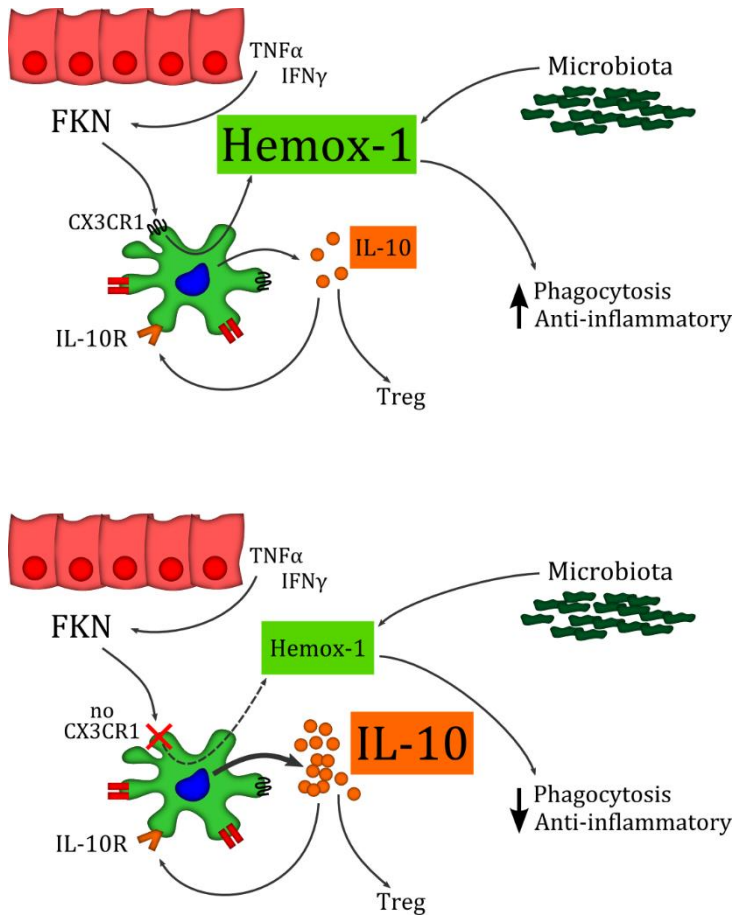 TNFα
IFNγ
Microbiota
FKN
Hemox-1
CX3CR1
IL-10
Phagocytosis
Anti-inflammatory
IL-10R
Treg
TNFα
IFNγ
Microbiota
FKN
Hemox-1
no
CX3CR1
IL-10
Phagocytosis
Anti-inflammatory
IL-10R
Treg